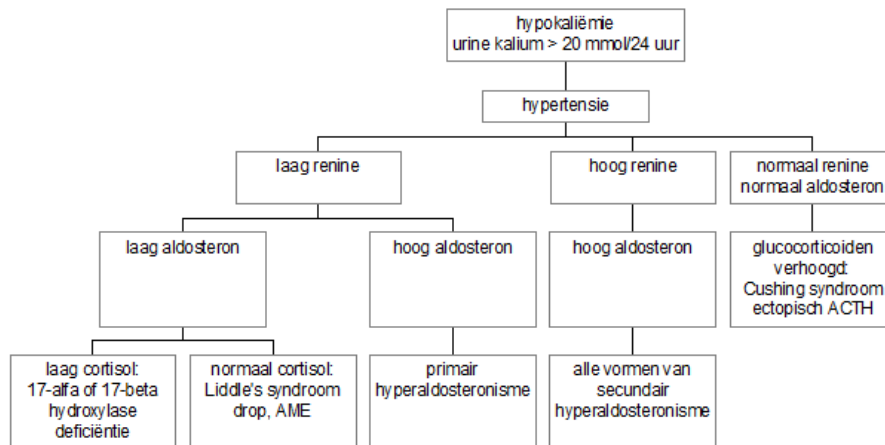 hypokaliëmie
urine kalium > 20 mmol/24 uur
hypertensie
laag renine
hoog renine
normaal renine
normaal aldosteron
laag aldosteron
hoog aldosteron
hoog aldosteron
glucocorticoiden
verhoogd:
Cushing syndroom
ectopisch ACTH
laag cortisol:
17-alfa of 17-beta
hydroxylase
deficiëntie
normaal cortisol:
Liddle's syndroom
drop, AME
primair
hyperaldosteronisme
alle vormen van
secundair
hyperaldosteronisme